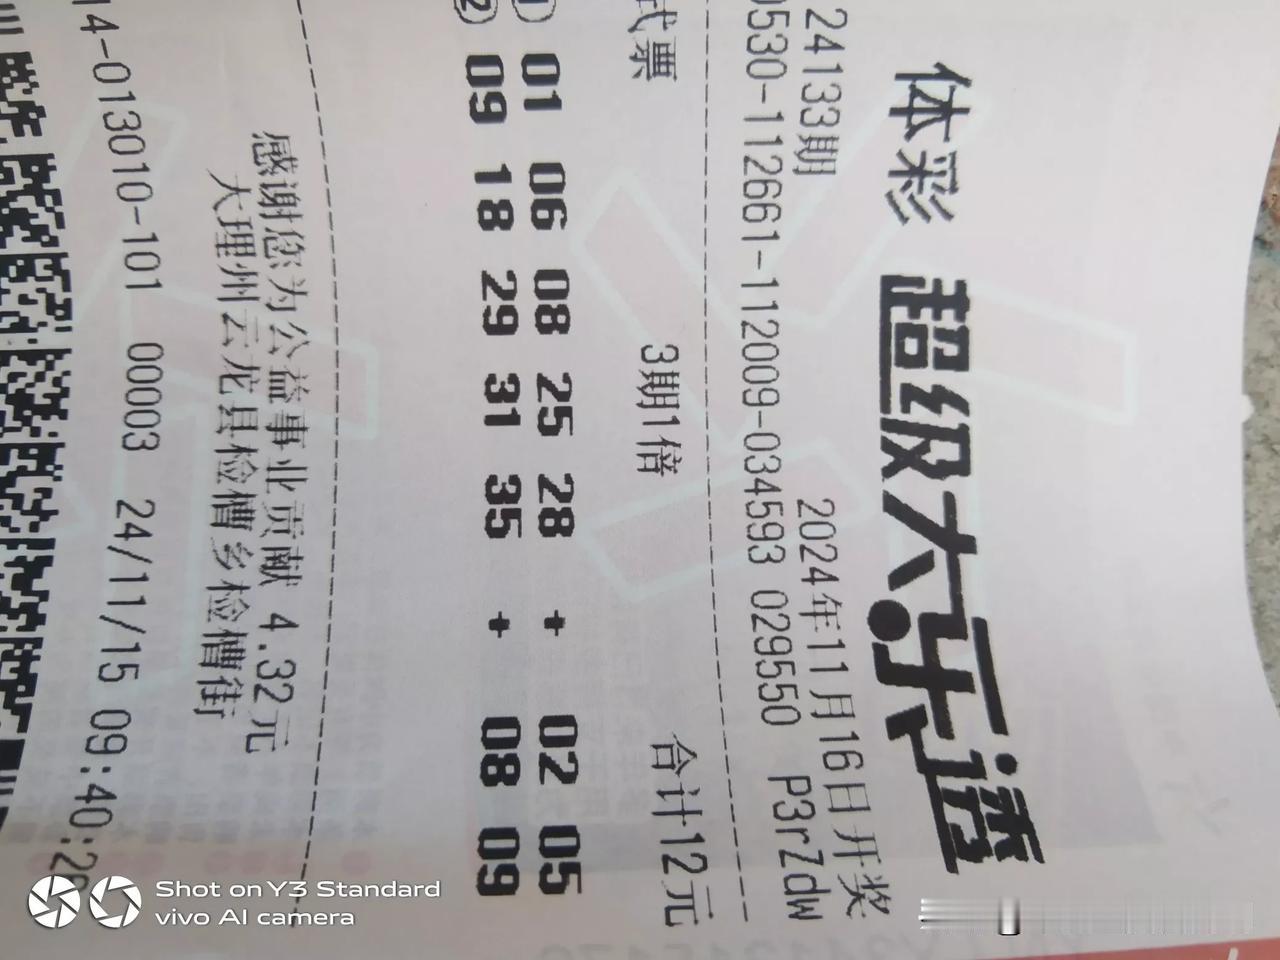 体彩 超级大乐透
24133期 2024年11月16日开奖
0530-112661-112009-034593 029550 P3rZdw
式票 3期1倍 合计12元
① 01 06 08 25 28 + 02 05
② 09 18 29 31 35 + 08 09
感谢您为公益事业贡献 4.32元
大理州云龙县检槽乡检槽街
14-013010-101 00003 24/11/15 09:40:26
Shot on Y3 Standard
vivo AI camera